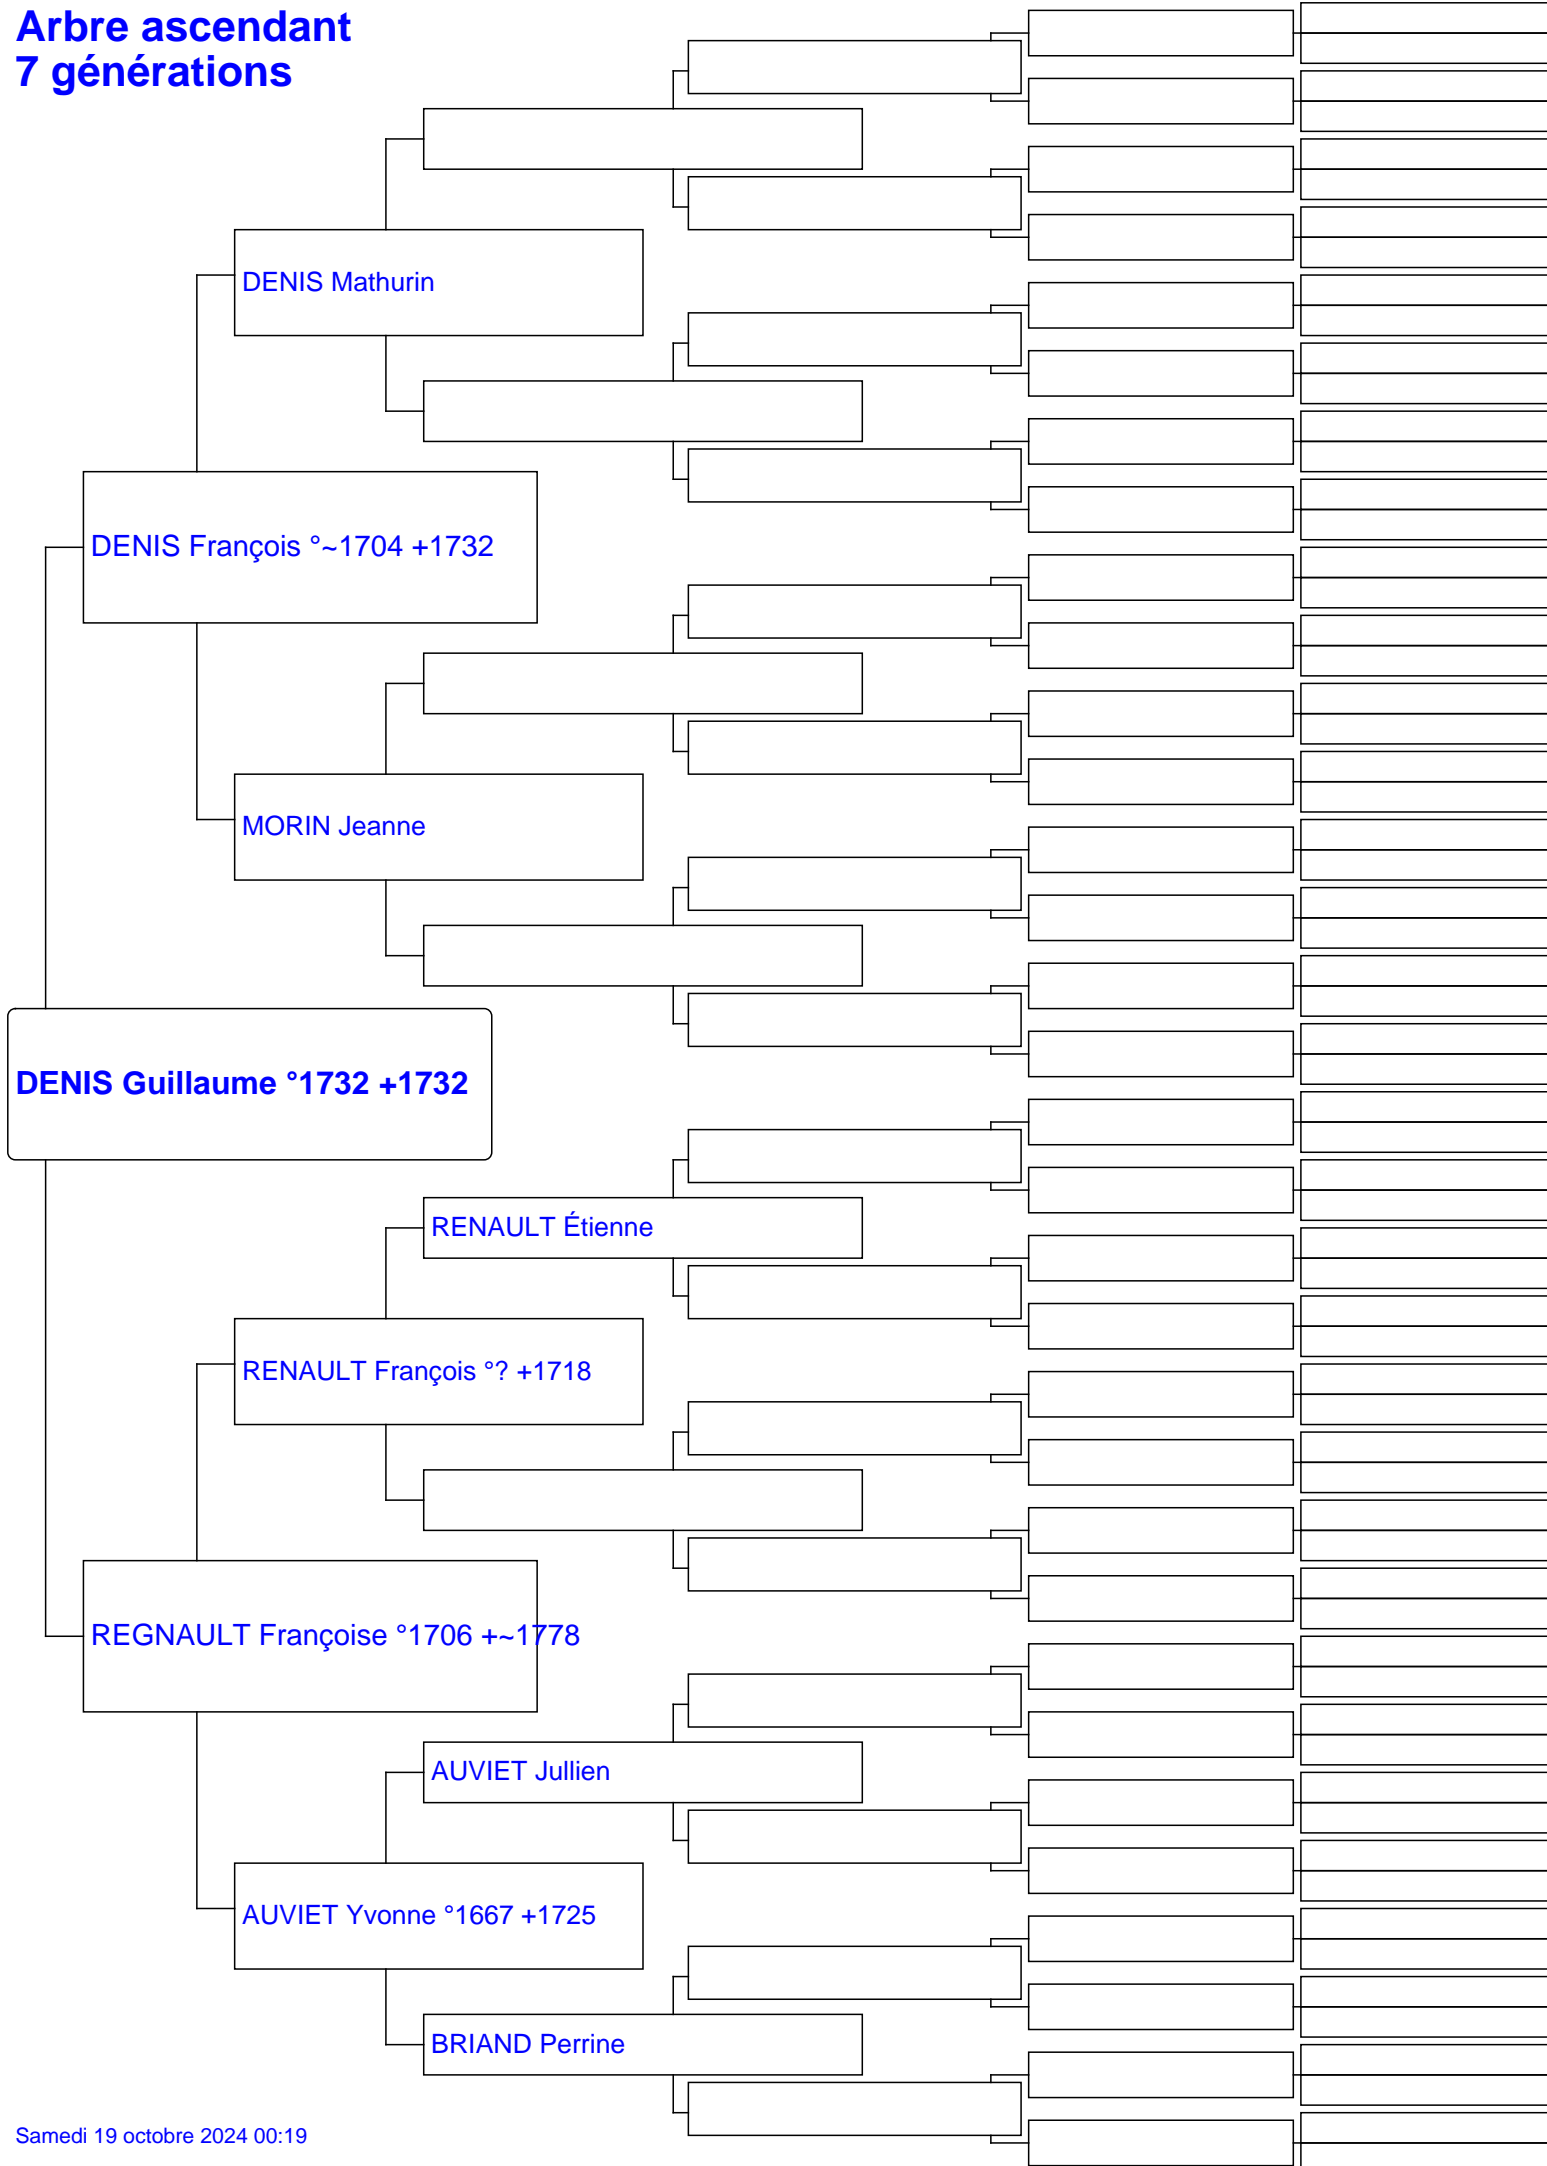 Arbre ascendant
7 générations
DENIS Mathurin
DENIS François °~1704 +1732
MORIN Jeanne
DENIS Guillaume °1732 +1732
RENAULT Étienne
RENAULT François °? +1718
REGNAULT Françoise °1706 +~1778
AUVIET Jullien
AUVIET Yvonne °1667 +1725
BRIAND Perrine
Samedi 19 octobre 2024 00:19